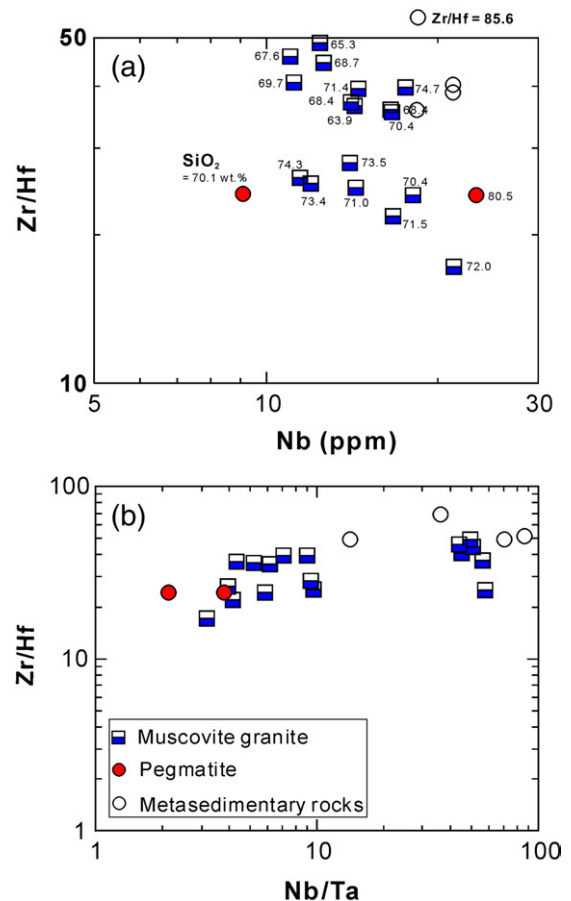 Zr/Hf = 85.6
50
(a)
65.3
67.6
68.7
69.7
71.4
74.7
68.4
63.9
68.4
70.4
SiO2
= 70.1 wt.%
74.3
73.5
73.4
71.0
70.4
80.5
71.5
72.0
Zr/Hf
10
5
10
30
Nb (ppm)
100
(b)
Zr/Hf
10
Muscovite granite
Pegmatite
Metasedimentary rocks
1
1
10
100
Nb/Ta